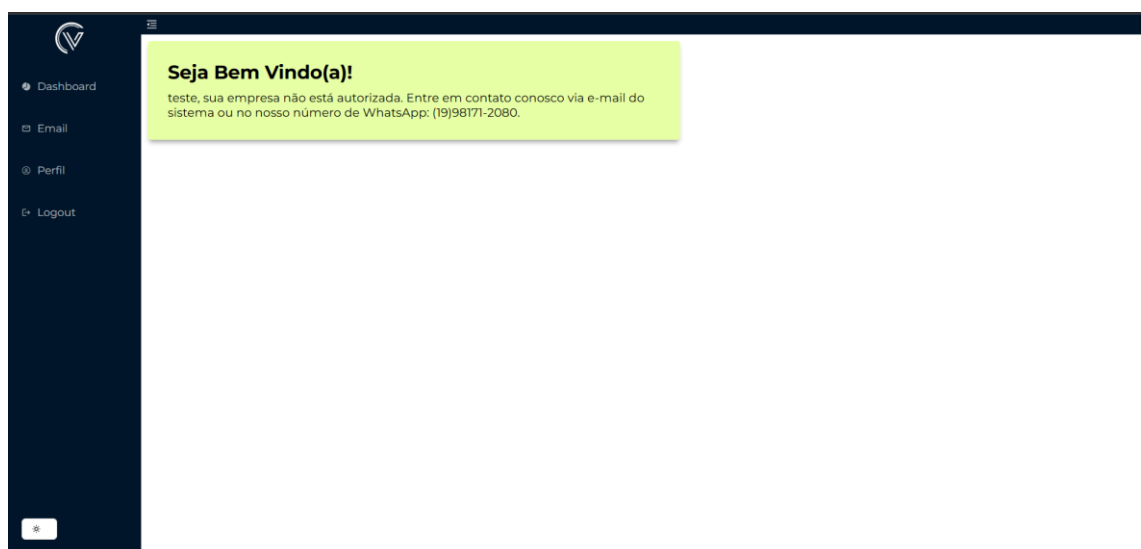 Dashboard
Email
Perfil
Logout
Seja Bem Vindo(a)!
teste, sua empresa não está autorizada. Entre em contato conosco via e-mail do
sistema ou no nosso número de WhatsApp: (19)98171-2080.